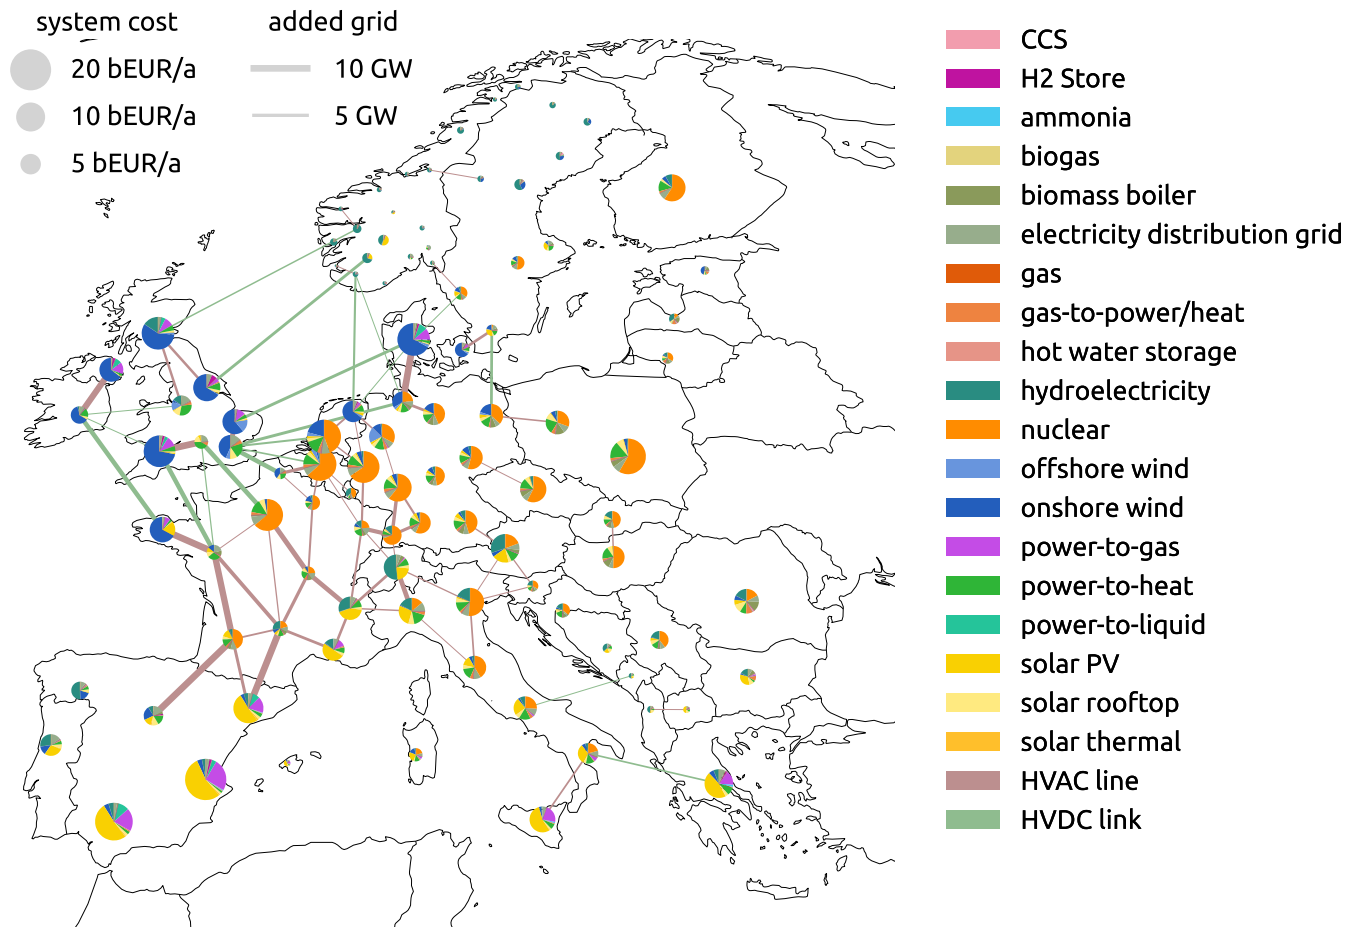 system cost
20 bEUR/a
10 bEUR/a
5 bEUR/a
added grid
10 GW
5 GW
CCS
H2 Store
ammonia
biogas
biomass boiler
electricity distribution grid
gas
gas-to-power/heat
hot water storage
hydroelectricity
nuclear
offshore wind
onshore wind
power-to-gas
power-to-heat
power-to-liquid
solar PV
solar rooftop
solar thermal
HVAC line
HVDC link